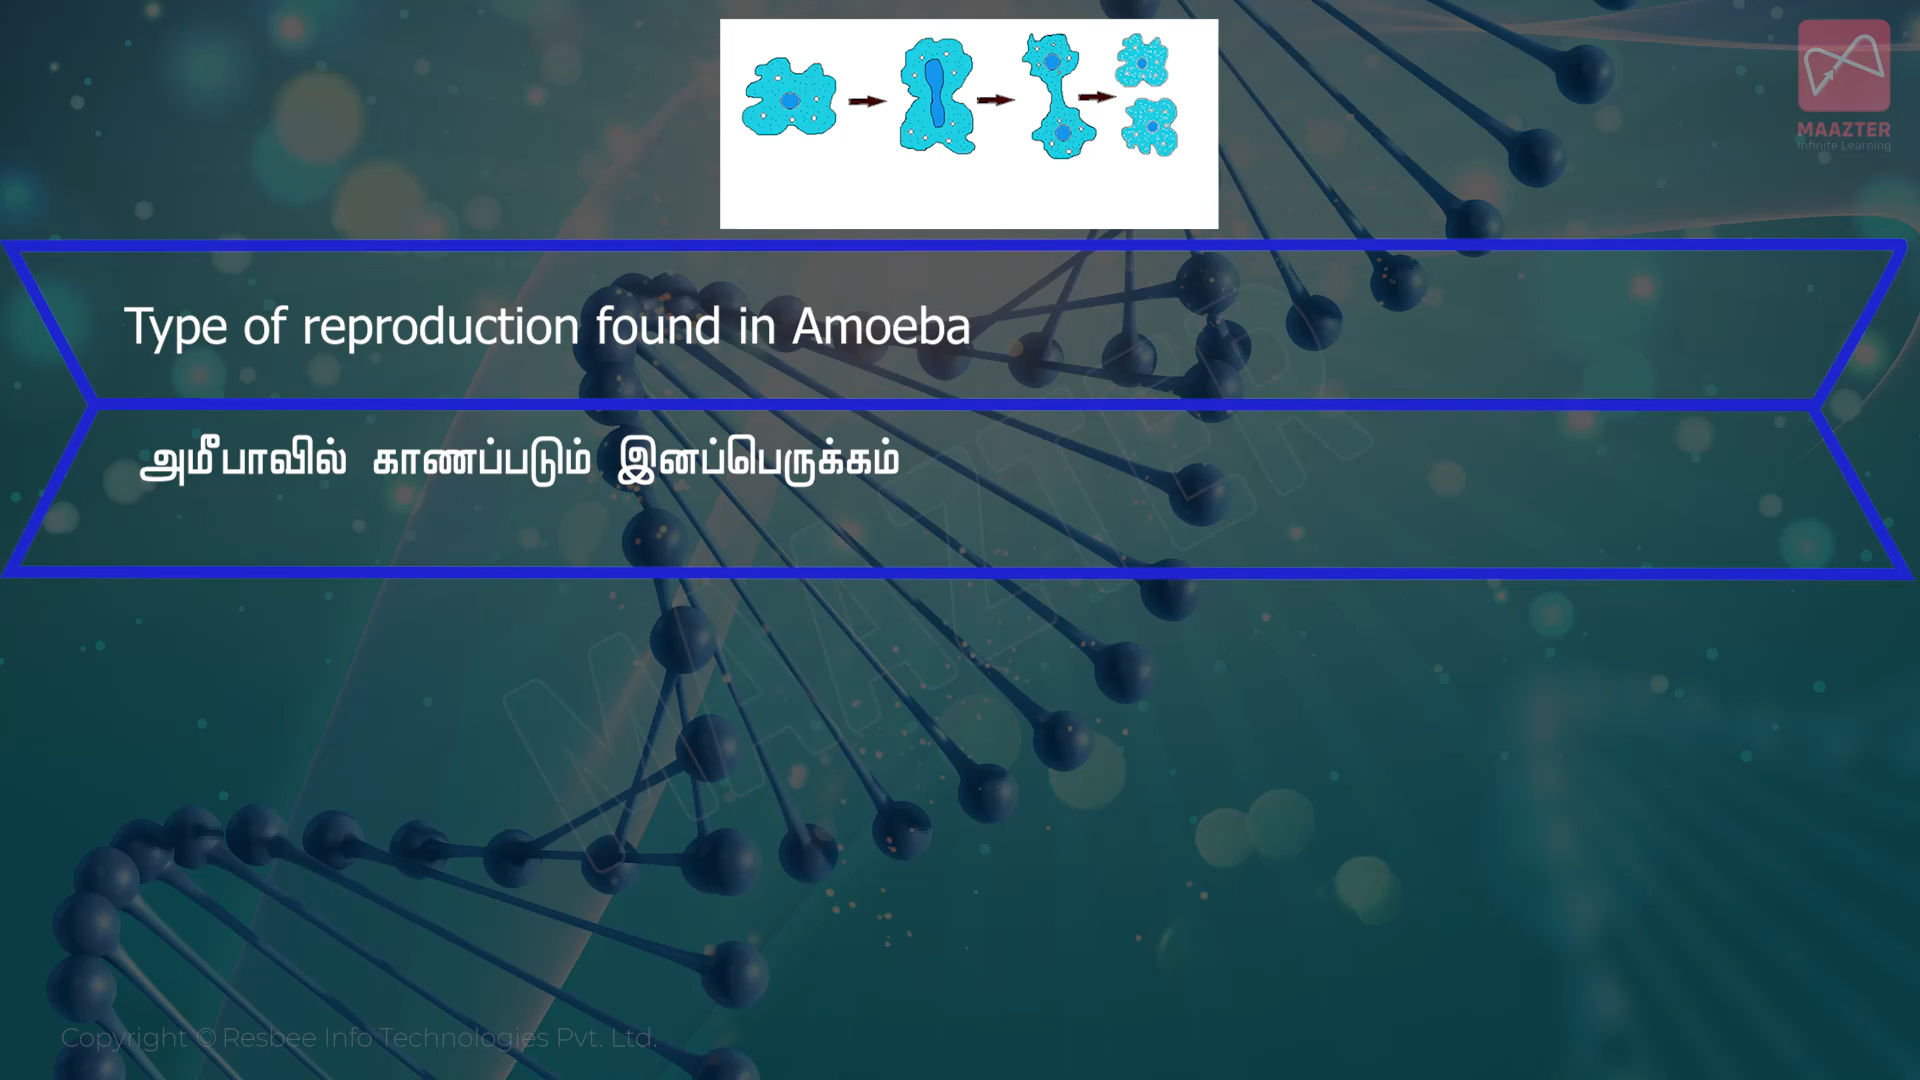 MAAZTER
Infinite Learning
Type of reproduction found in Amoeba
அமீபாவில் காணப்படும் இனப்பெருக்கம்
MAAZTER
Copyright © Resbee Info Technologies Pvt. Ltd.